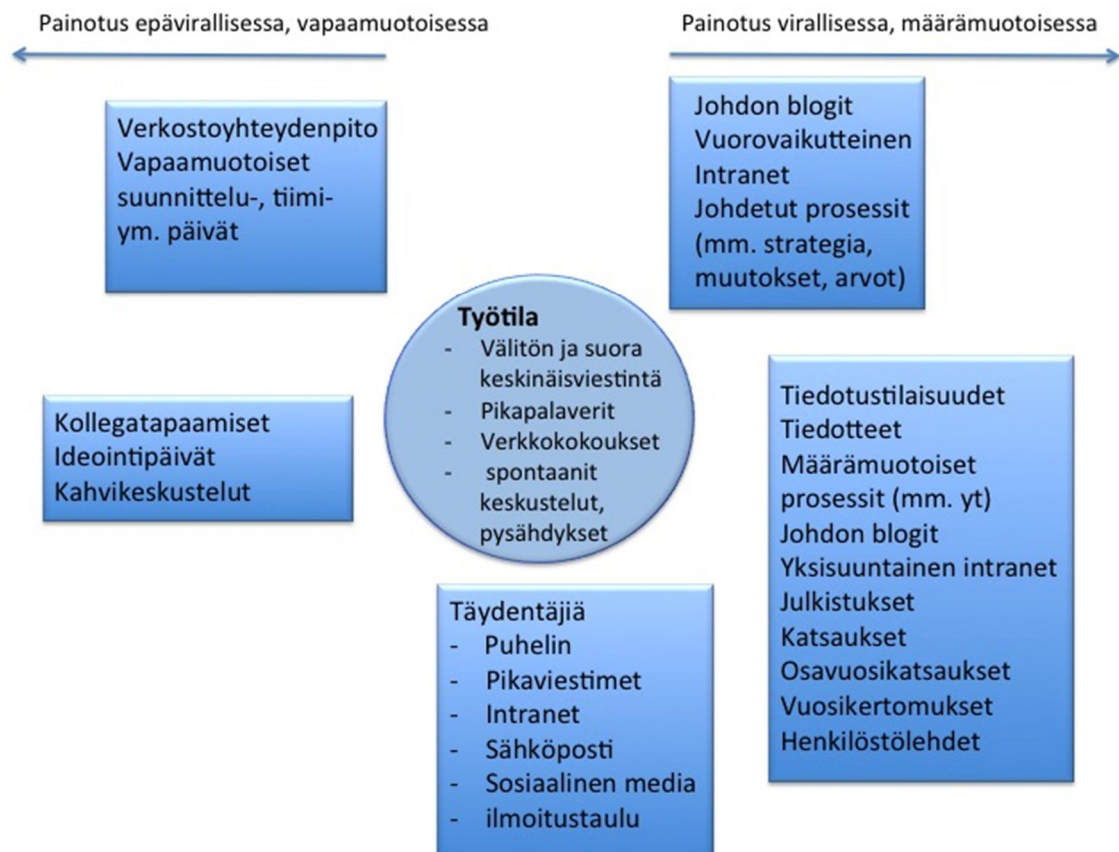 Painotus epävirallisessa, vapaamuotoisessa
Painotus virallisessa, määrämuotoisessa
Verkostoyhteydenpito
Vapaamuotoiset
suunnittelu-, tiimi-
ym. päivät
Johdon blogit
Vuorovaikutteinen
Intranet
Johdetut prosessit
(mm. strategia,
muutokset, arvot)
Työtila
- Välitön ja suora
keskinäisviestintä
- Pikapalaverit
- Verkkokokoukset
- spontaanit
keskustelut,
pysähdykset
Kollegatapaamiset
Ideointipäivät
Kahvikeskustelut
Tiedotustilaisuudet
Tiedotteet
Määrämuotoiset
prosessit (mm. yt)
Johdon blogit
Yksisuuntainen intranet
Julkistukset
Katsaukset
Osavuosikatsaukset
Vuosikertomukset
Henkilöstölehdet
Täydentäjiä
- Puhelin
- Pikaviestimet
- Intranet
- Sähköposti
- Sosiaalinen media
- ilmoitustaulu